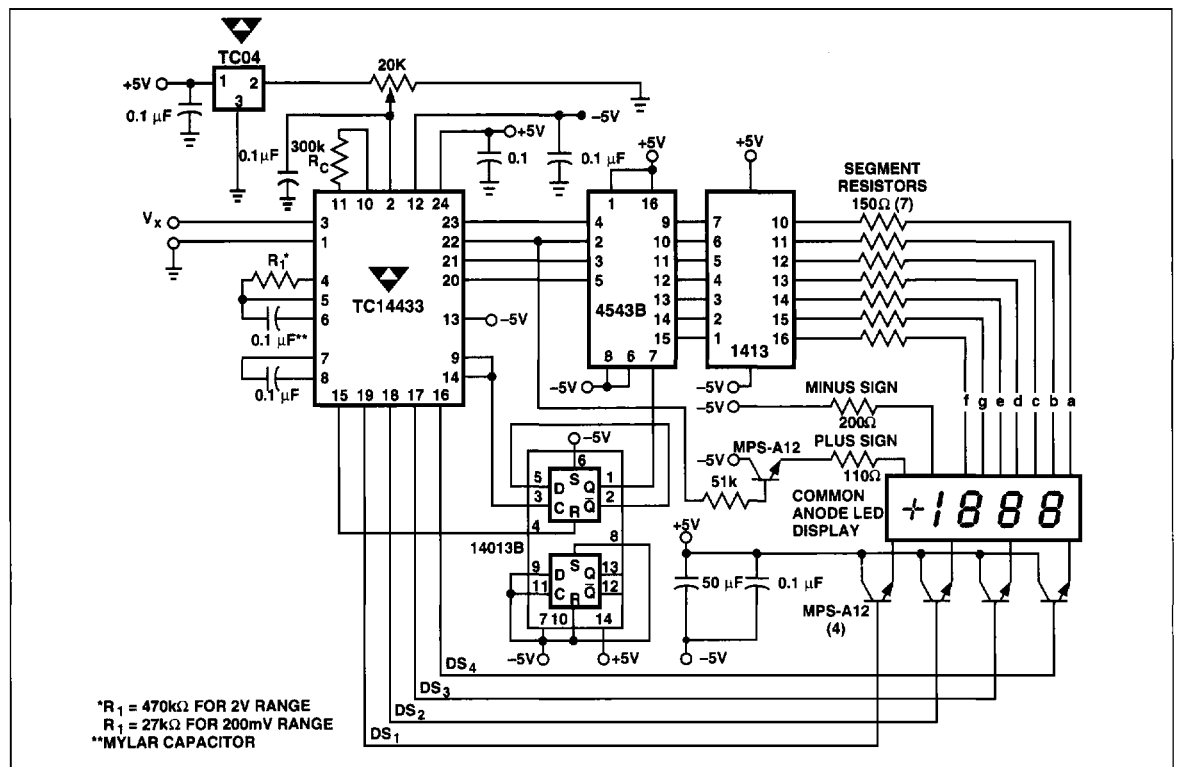 TC04
+5V 1 2
3
0.1 µF
20K
–5V
+5V
0.1 µF
300k
R_C
0.1
0.1 µF
+5V
+5V
11 10 2 12 24
1 16
SEGMENT
RESISTORS
150Ω (7)
V_X
3 23 4 9 7 10
1 22 2 10 6 11
21 3 11 5 12
R₁* 4 20 5 12 4 13
5 TC14433 13 3 14
6 13 –5V 4543B 14 2 15
0.1 µF** 15 1 16
7 9
8 14
0.1 µF
8 6 7
1413
–5V
–5V
15 19 18 17 16
MINUS SIGN
–5V
200Ω
f g e d c b a
–5V
6
MPS-A12
PLUS SIGN
–5V
110Ω
51k
5 D S Q 1
3 C R Q̄ 2
4
COMMON
ANODE LED
DISPLAY
+1888
14013B
8
9 D S Q 13
11 C R Q̄ 12
7 10 14
–5V +5V
+5V
50 µF 0.1 µF
–5V
MPS-A12
(4)
DS₄
DS₃
DS₂
DS₁
*R₁ = 470kΩ FOR 2V RANGE
R₁ = 27kΩ FOR 200mV RANGE
**MYLAR CAPACITOR